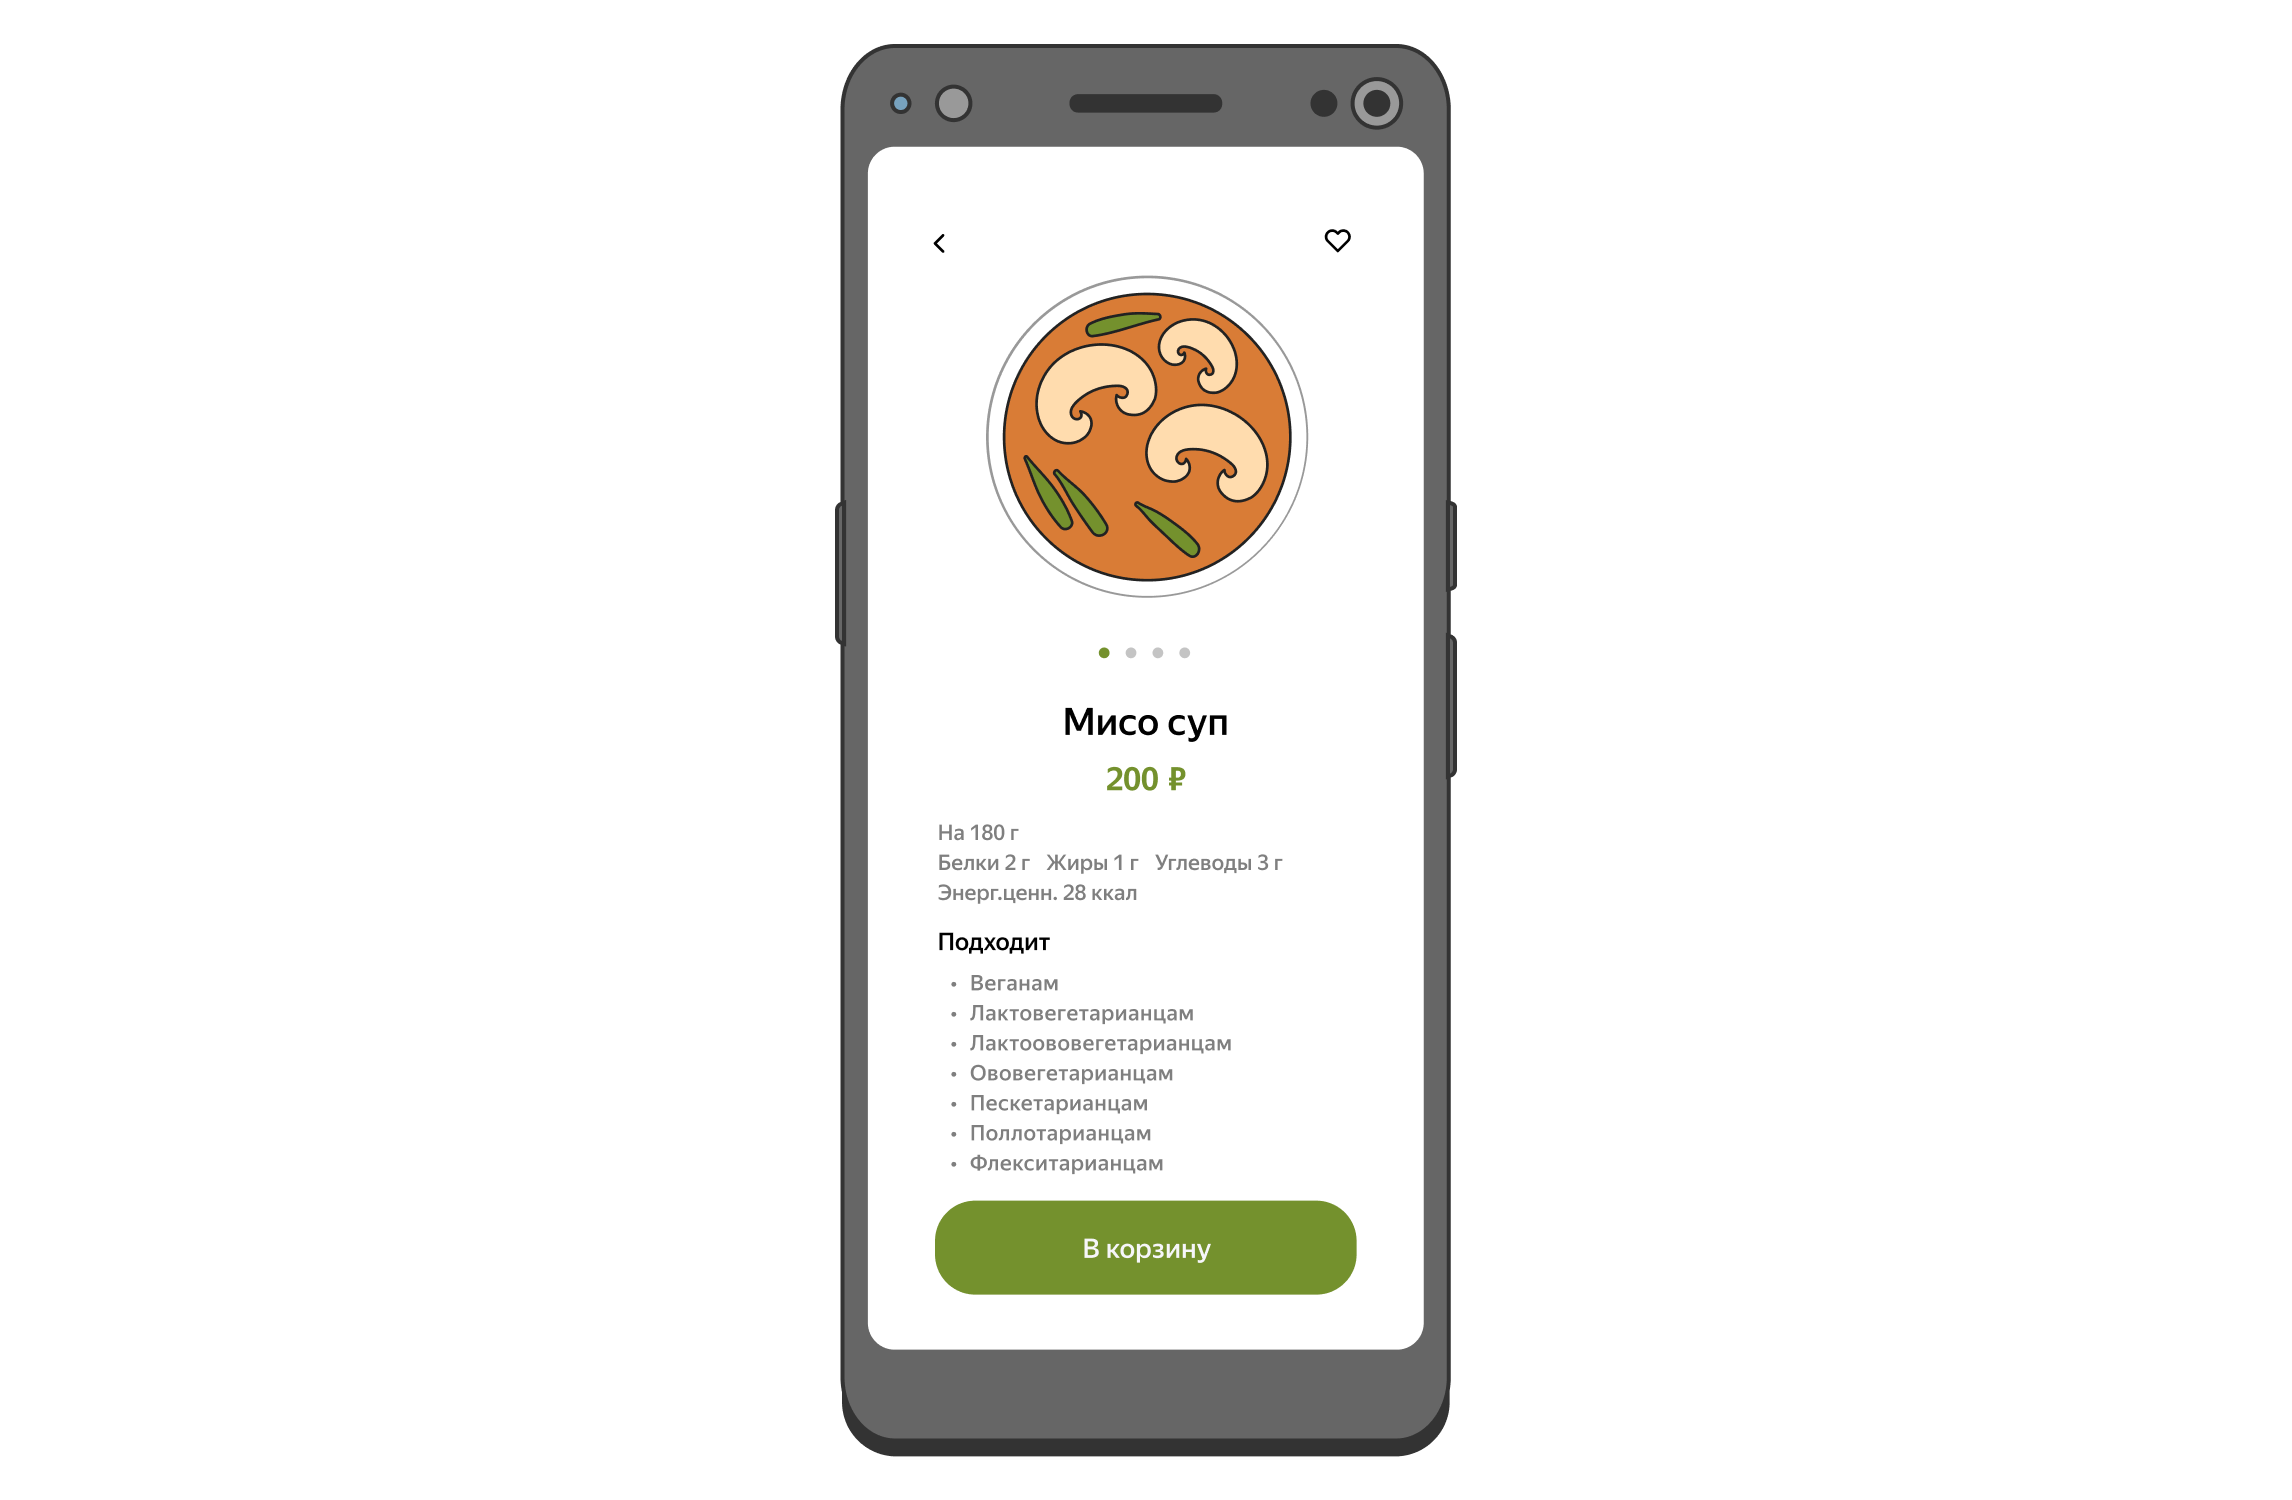 Мисо суп
200 ₽
На 180 г
Белки 2 г Жиры 1 г Углеводы 3 г
Энерг.ценн. 28 ккал
Подходит
• Веганам
• Лактовегетарианцам
• Лактоововегетарианцам
• Ововегетарианцам
• Пескетарианцам
• Поллотарианцам
• Флекситарианцам
В корзину